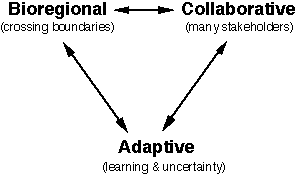 Bioregional
(crossing boundaries)
Collaborative
(many stakeholders)
Adaptive
(learning & uncertainty)